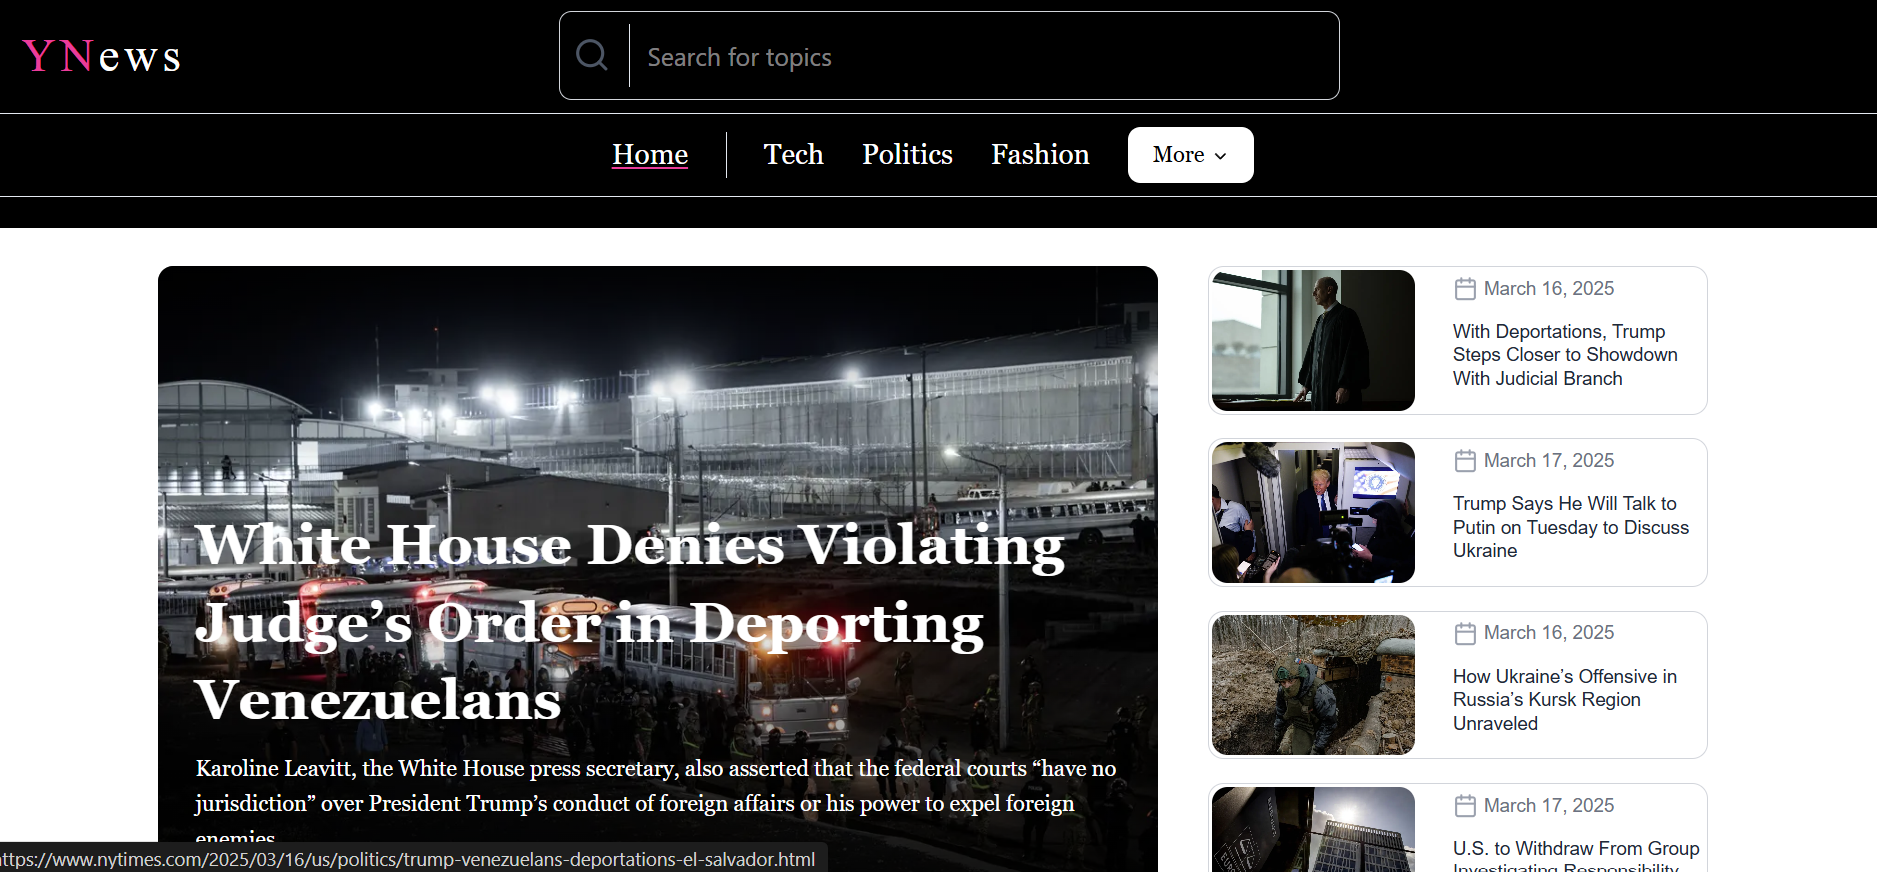 YNews
Search for topics
Home
Tech
Politics
Fashion
More
White House Denies Violating
Judge’s Order in Deporting
Venezuelans
Karoline Leavitt, the White House press secretary, also asserted that the federal courts “have no
jurisdiction” over President Trump’s conduct of foreign affairs or his power to expel foreign
enemies
ttps://www.nytimes.com/2025/03/16/us/politics/trump-venezuelans-deportations-el-salvador.html
March 16, 2025
With Deportations, Trump
Steps Closer to Showdown
With Judicial Branch
March 17, 2025
Trump Says He Will Talk to
Putin on Tuesday to Discuss
Ukraine
March 16, 2025
How Ukraine’s Offensive in
Russia’s Kursk Region
Unraveled
March 17, 2025
U.S. to Withdraw From Group
Investigating Responsibility